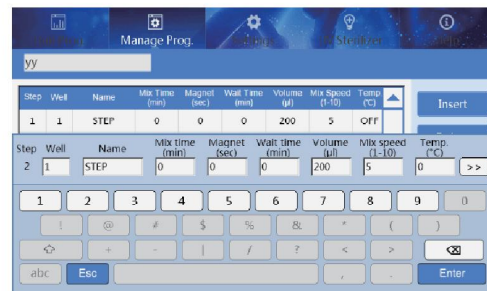 Manage Prog.
yy
Step Well Name Mix Time (min) Magnet (sec) Wait Time (min) Volume (μl) Mix Speed (1-10) Temp (°C)
1 1 STEP 0 0 0 200 5 OFF
Insert
Step Well Name Mix time (min) Magnet (sec) Walt time (min) Volume (μl) Mix speed (1-10) Temp. (°C)
2 1 STEP 0 0 0 200 5 0 >>
1 2 3 4 5 6 7 8 9 0
! @ # $ % & * ( )
+ - | / ? < >
abc Esc , . Enter